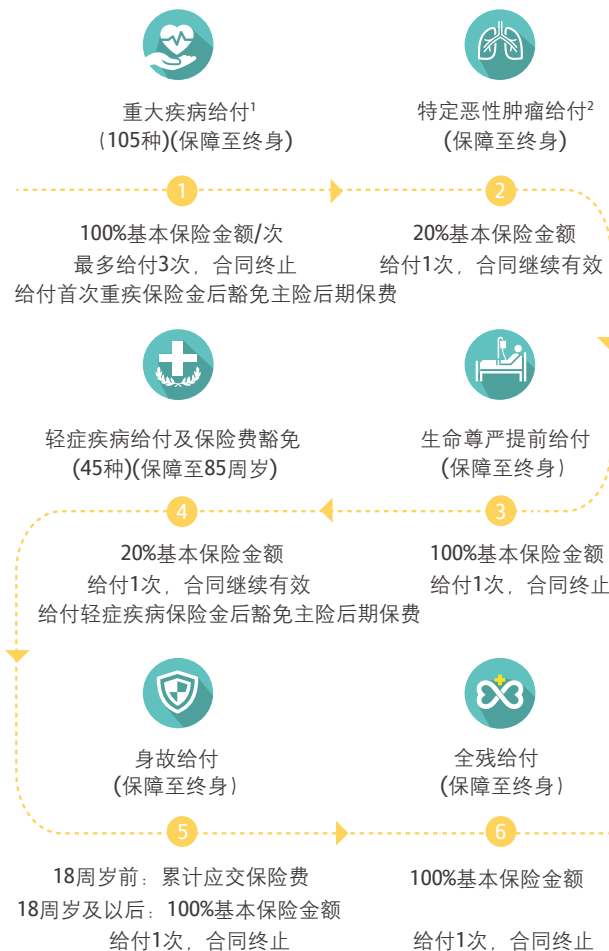 重大疾病给付¹
(105种)(保障至终身)
1
100%基本保险金额/次
最多给付3次，合同终止
给付首次重疾保险金后豁免主险后期保费
特定恶性肿瘤给付²
(保障至终身)
2
20%基本保险金额
给付1次，合同继续有效
生命尊严提前给付
(保障至终身)
3
100%基本保险金额
给付1次，合同终止
轻症疾病给付及保险费豁免
(45种)(保障至85周岁)
4
20%基本保险金额
给付1次，合同继续有效
给付轻症疾病保险金后豁免主险后期保费
身故给付
(保障至终身)
5
18周岁前：累计应交保险费
18周岁及以后：100%基本保险金额
给付1次，合同终止
全残给付
(保障至终身)
6
100%基本保险金额
给付1次，合同终止